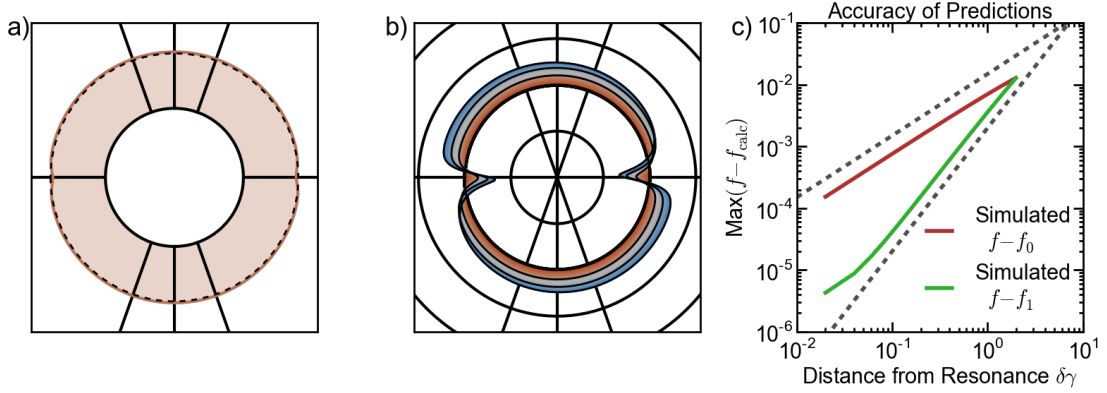 a)
b)
c)
Accuracy of Predictions
Max(f−f_calc)
10^-1
10^-2
10^-3
10^-4
10^-5
10^-6
Simulated
f−f_0
Simulated
f−f_1
10^-2
10^-1
10^0
10^1
Distance from Resonance δγ